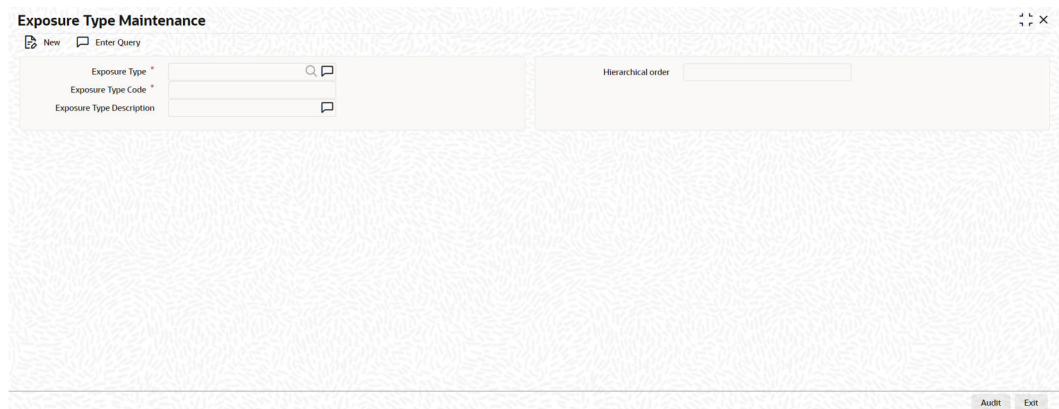 Exposure Type Maintenance
New Enter Query
Exposure Type *
Exposure Type Code *
Exposure Type Description
Hierarchical order
Audit Exit